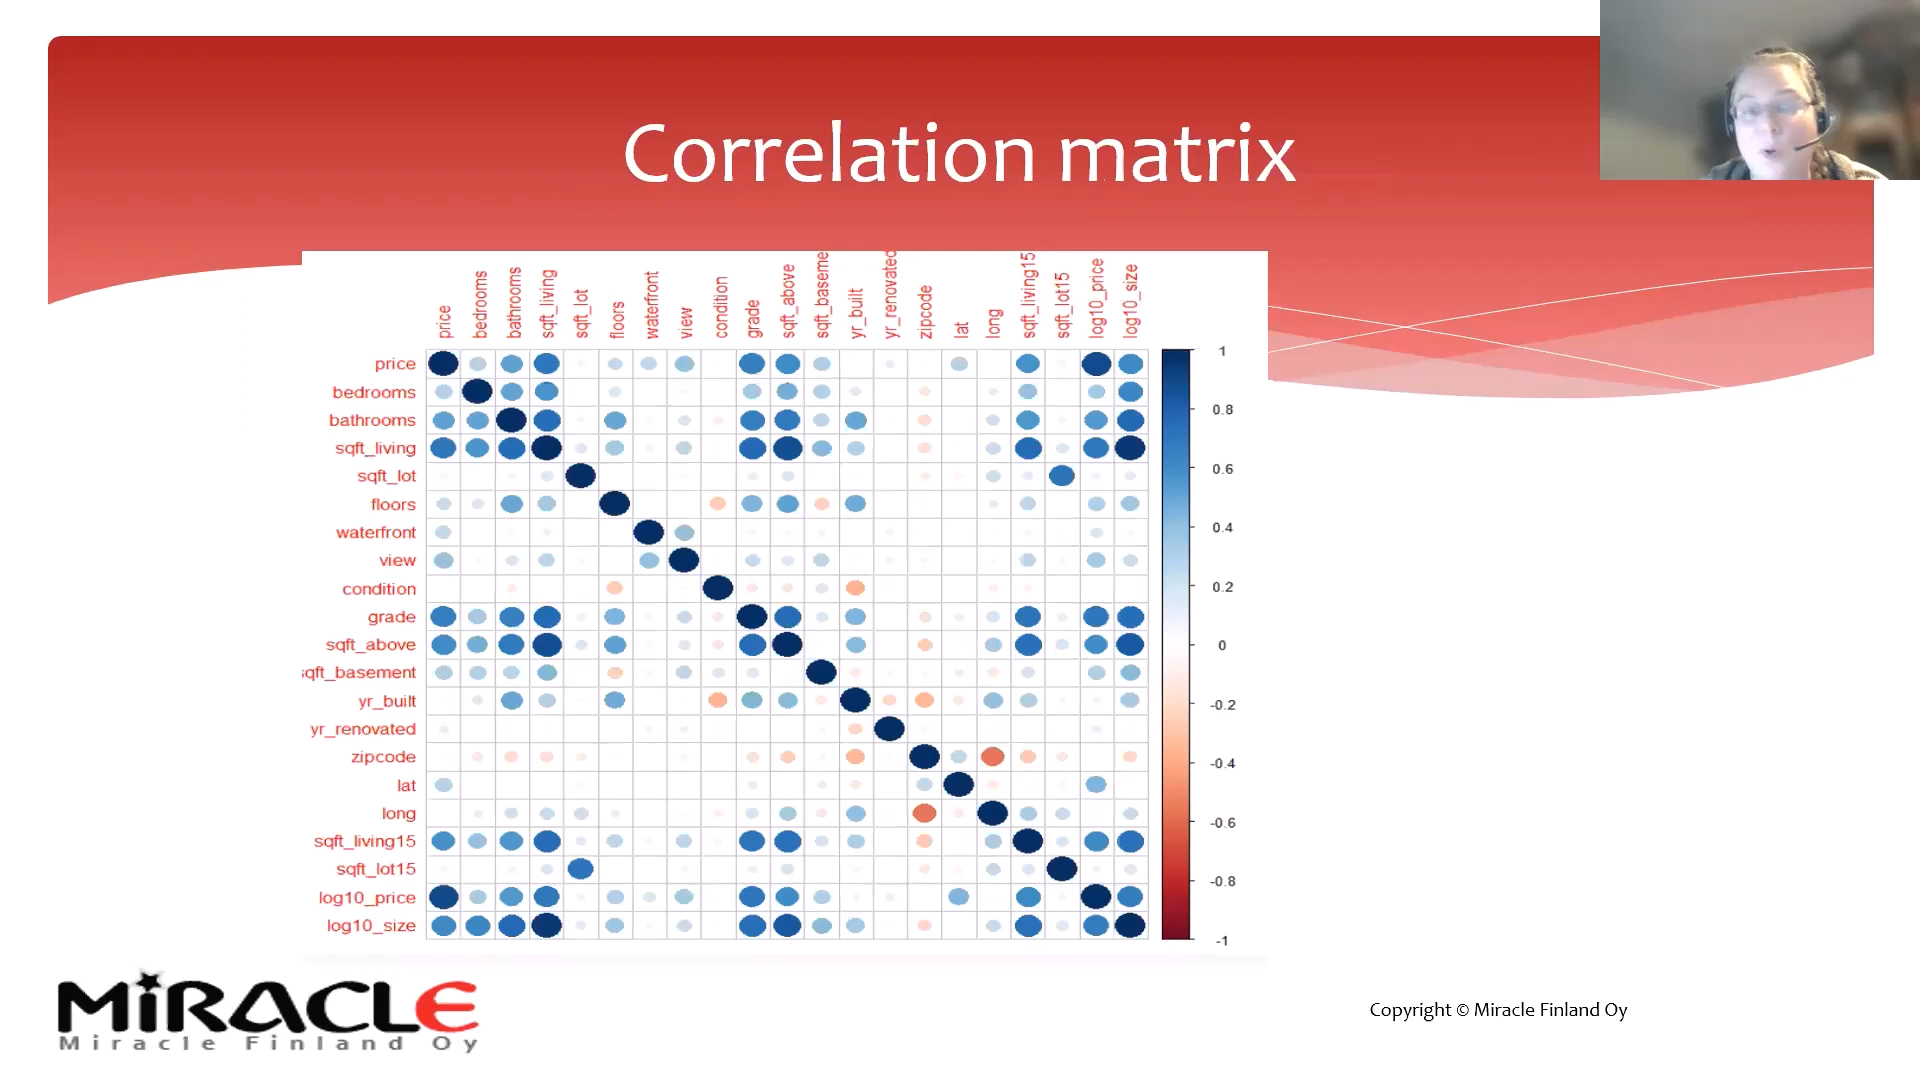 Correlation matrix
price
bedrooms
bathrooms
sqft_living
sqft_lot
floors
waterfront
view
condition
grade
sqft_above
sqft_baseme
yr_built
yr_renovated
zipcode
lat
long
sqft_living15
sqft_lot15
log10_price
log10_size
price
bedrooms
bathrooms
sqft_living
sqft_lot
floors
waterfront
view
condition
grade
sqft_above
sqft_basement
yr_built
yr_renovated
zipcode
lat
long
sqft_living15
sqft_lot15
log10_price
log10_size
1
0.8
0.6
0.4
0.2
0
-0.2
-0.4
-0.6
-0.8
-1
MiRACLE
Miracle Finland Oy
Copyright © Miracle Finland Oy